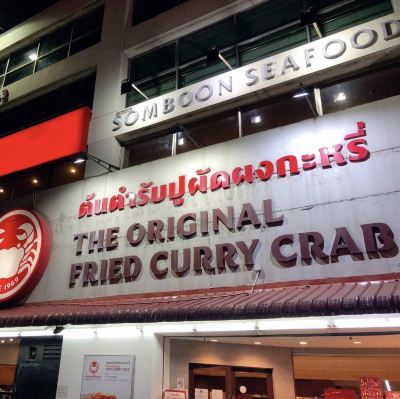 SOMBOON SEAFOOD
ต้นตำรับปูผัดผงกะหรี่
THE ORIGINAL
FRIED CURRY CRAB
1969